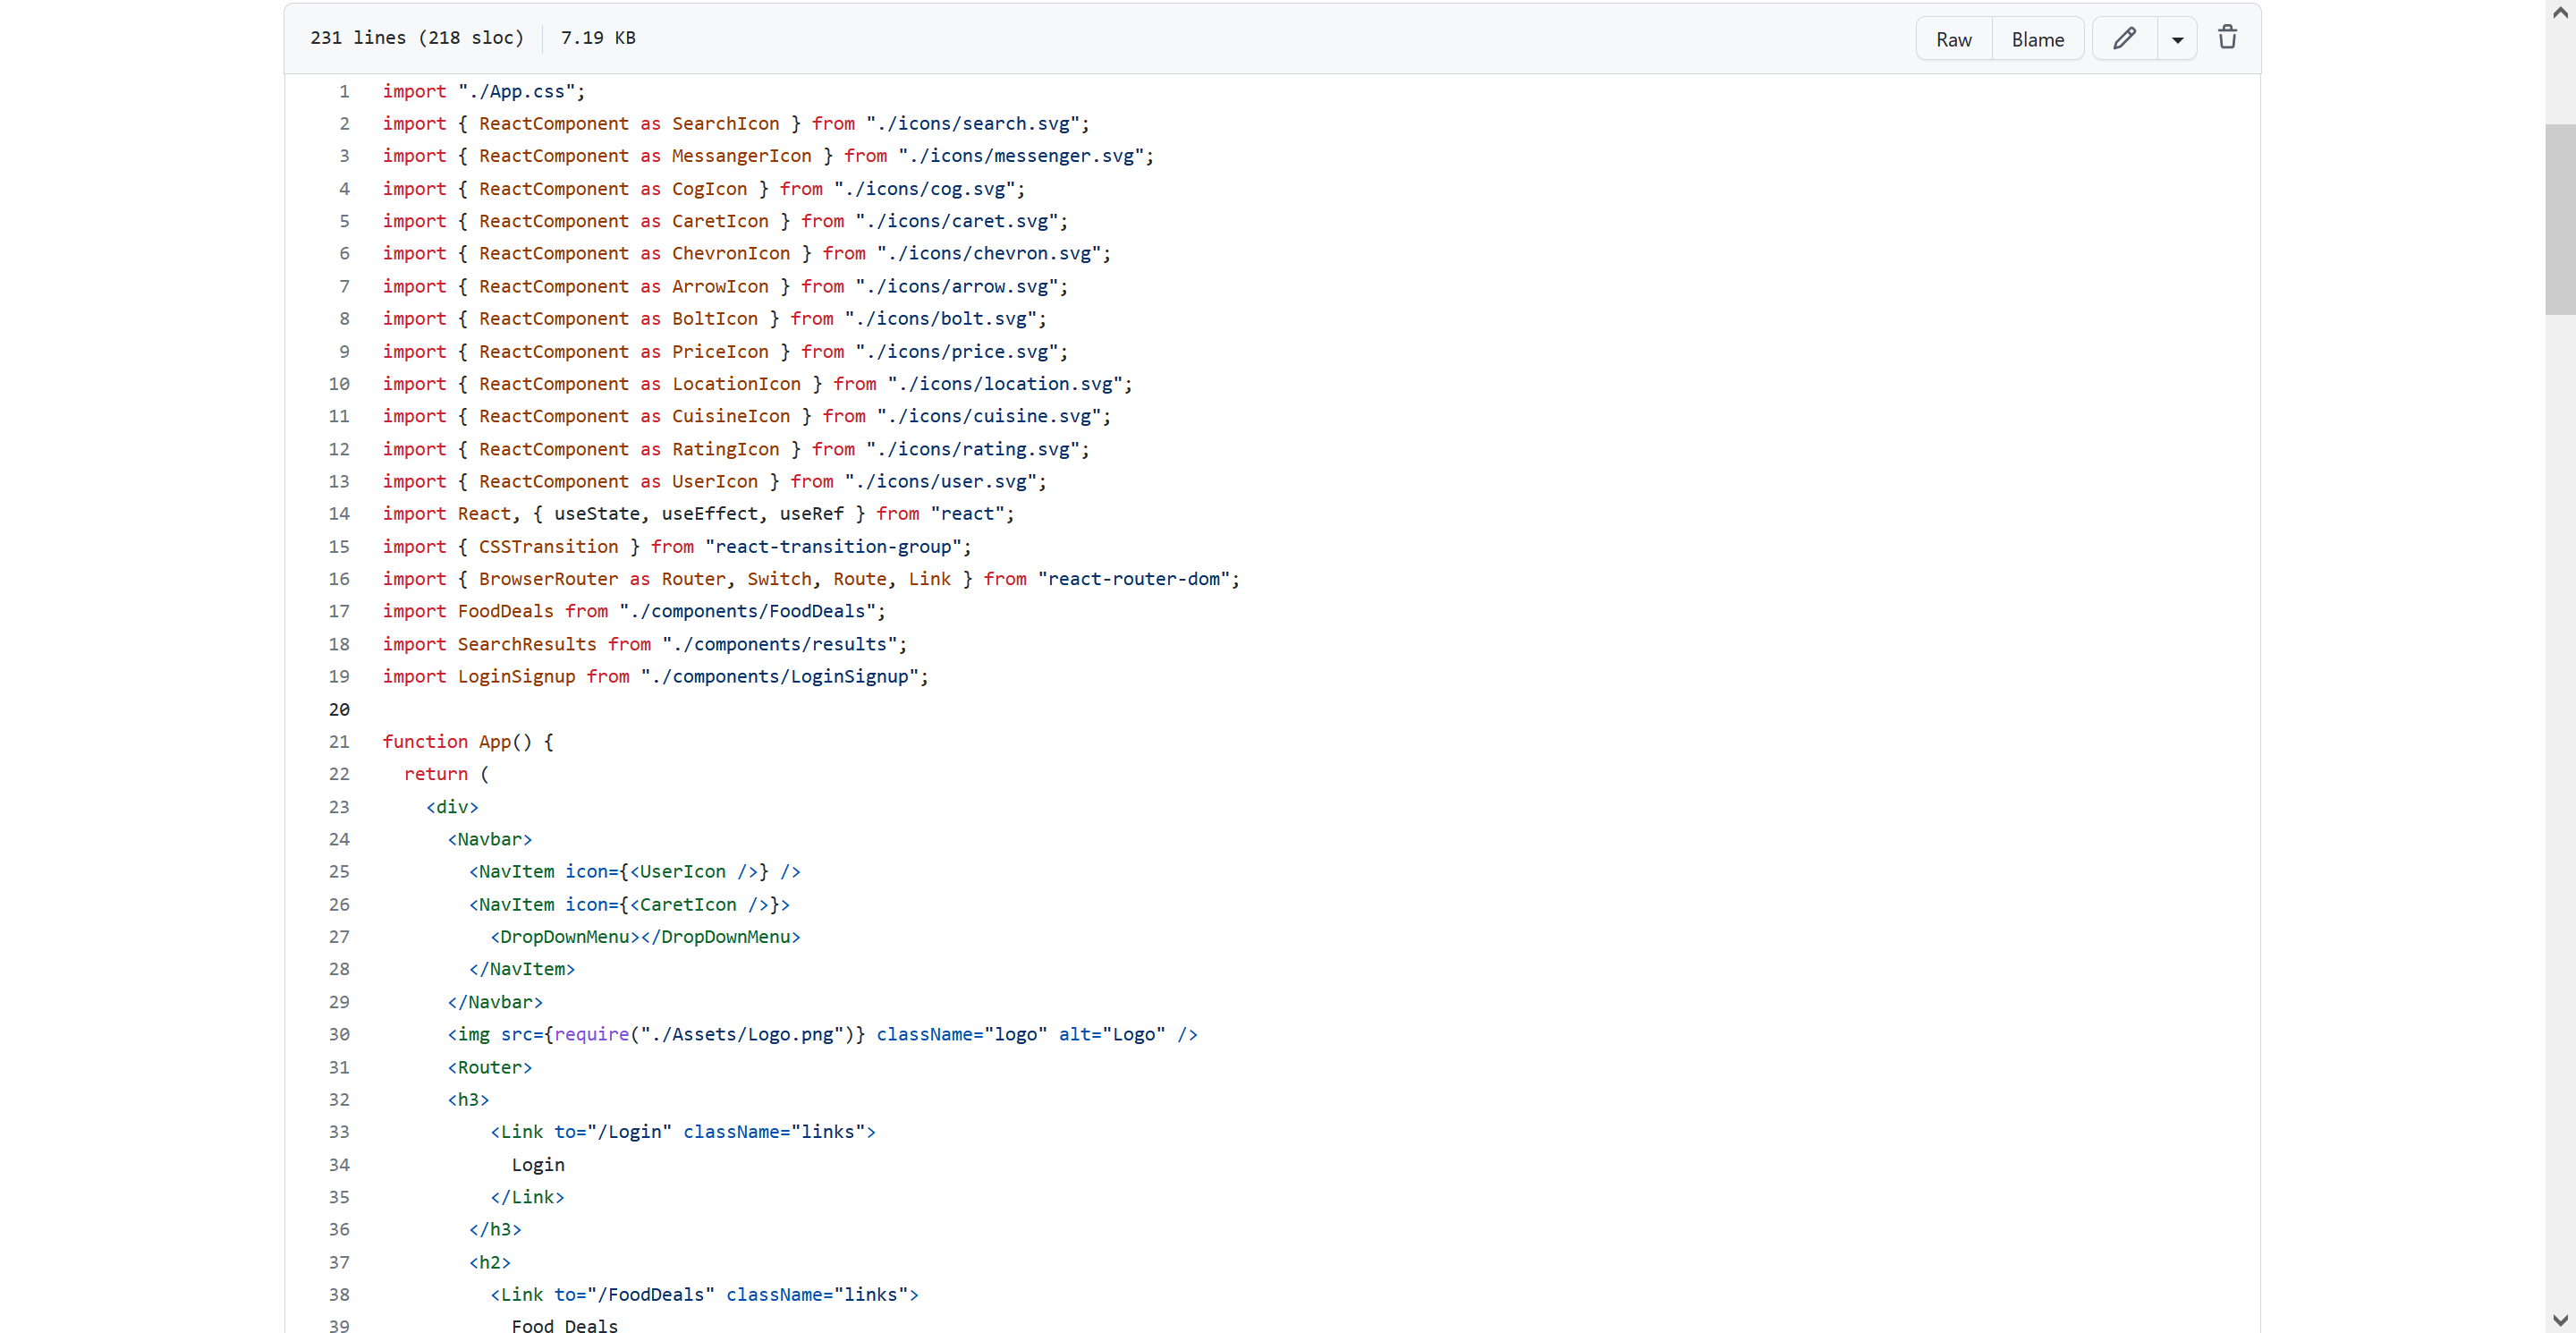 231 lines (218 sloc) 7.19 KB Raw Blame
1 import "./App.css";
2 import { ReactComponent as SearchIcon } from "./icons/search.svg";
3 import { ReactComponent as MessangerIcon } from "./icons/messenger.svg";
4 import { ReactComponent as CogIcon } from "./icons/cog.svg";
5 import { ReactComponent as CaretIcon } from "./icons/caret.svg";
6 import { ReactComponent as ChevronIcon } from "./icons/chevron.svg";
7 import { ReactComponent as ArrowIcon } from "./icons/arrow.svg";
8 import { ReactComponent as BoltIcon } from "./icons/bolt.svg";
9 import { ReactComponent as PriceIcon } from "./icons/price.svg";
10 import { ReactComponent as LocationIcon } from "./icons/location.svg";
11 import { ReactComponent as CuisineIcon } from "./icons/cuisine.svg";
12 import { ReactComponent as RatingIcon } from "./icons/rating.svg";
13 import { ReactComponent as UserIcon } from "./icons/user.svg";
14 import React, { useState, useEffect, useRef } from "react";
15 import { CSSTransition } from "react-transition-group";
16 import { BrowserRouter as Router, Switch, Route, Link } from "react-router-dom";
17 import FoodDeals from "./components/FoodDeals";
18 import SearchResults from "./components/results";
19 import LoginSignup from "./components/LoginSignup";
20
21 function App() {
22   return (
23     <div>
24       <Navbar>
25         <NavItem icon={<UserIcon />} />
26         <NavItem icon={<CaretIcon />}>
27           <DropDownMenu></DropDownMenu>
28         </NavItem>
29       </Navbar>
30       <img src={require("./Assets/Logo.png")} className="logo" alt="Logo" />
31       <Router>
32       <h3>
33           <Link to="/Login" className="links">
34             Login
35           </Link>
36         </h3>
37         <h2>
38           <Link to="/FoodDeals" className="links">
39             Food Deals